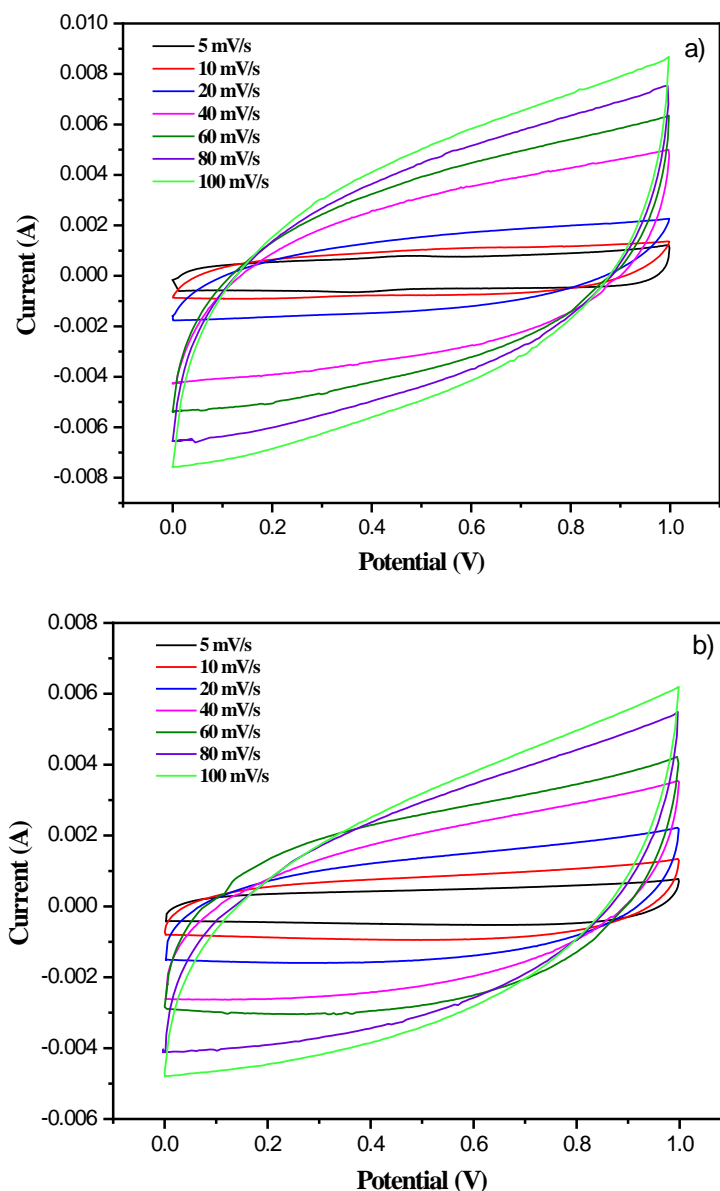 a)
0.010
0.008
0.006
0.004
0.002
0.000
-0.002
-0.004
-0.006
-0.008
Current (A)
5 mV/s
10 mV/s
20 mV/s
40 mV/s
60 mV/s
80 mV/s
100 mV/s
0.0 0.2 0.4 0.6 0.8 1.0
Potential (V)
b)
0.008
0.006
0.004
0.002
0.000
-0.002
-0.004
-0.006
Current (A)
5 mV/s
10 mV/s
20 mV/s
40 mV/s
60 mV/s
80 mV/s
100 mV/s
0.0 0.2 0.4 0.6 0.8 1.0
Potential (V)